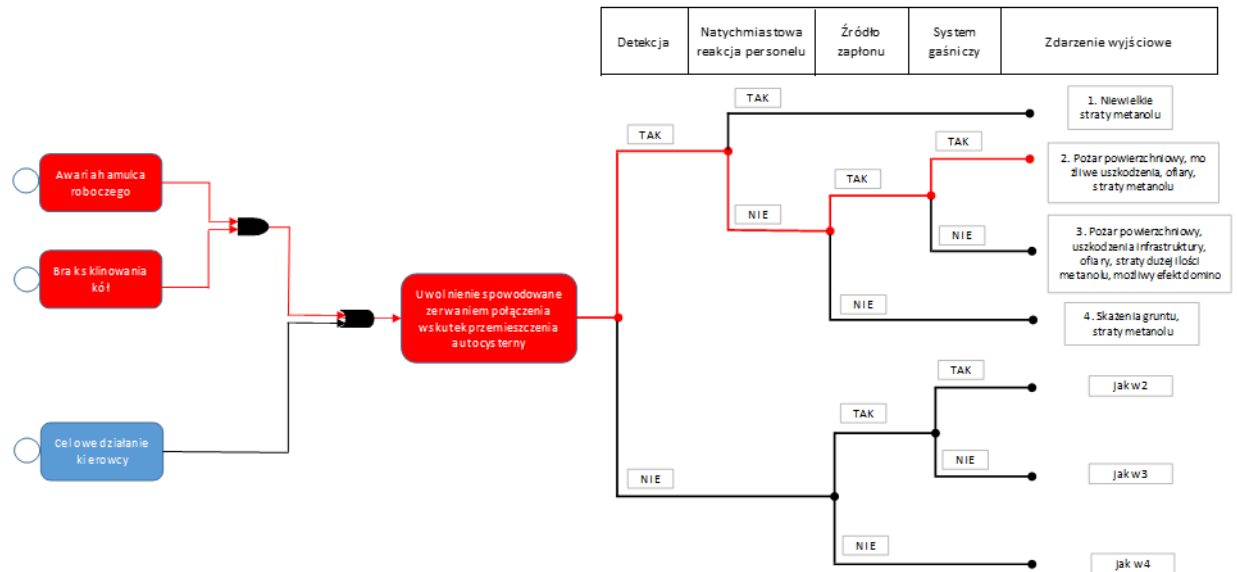 Detekcja
Natychmiastowa
reakcja personelu
Źródło
zapłonu
System
gaśniczy
Zdarzenie wyjściowe
TAK
1. Niewielkie
straty metanolu
TAK
TAK
2. Pożar powierzchniowy, mo
żliwe uszkodzenia, ofiary,
straty metanolu
TAK
NIE
NIE
3. Pożar powierzchniowy,
uszkodzenia infrastruktury,
ofiary, straty dużej ilości
metanolu, możliwy efekt domino
NIE
4. Skażenia gruntu,
straty metanolu
Awaria hamulca
roboczego
Brak sklinowania
kół
Uwolnienie spowodowane
zerwaniem połączenia
wskutek przemieszczenia
autocysterny
Celowe działanie
kierowcy
TAK
Jak w 2
TAK
NIE
Jak w 3
NIE
NIE
Jak w 4